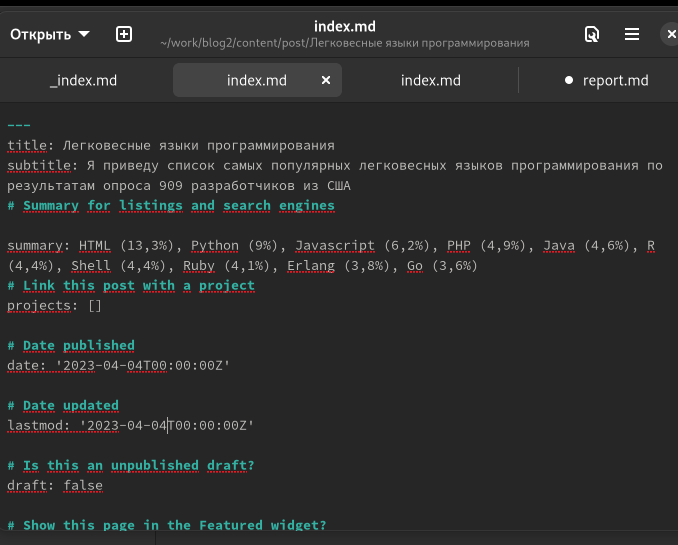 Открыть
index.md
~/work/blog2/content/post/Легковесные языки программирования
_index.md
index.md
index.md
report.md
---
title: Легковесные языки программирования
subtitle: Я приведу список самых популярных легковесных языков программирования по
результатам опроса 909 разработчиков из США
# Summary for listings and search engines
summary: HTML (13,3%), Python (9%), Javascript (6,2%), PHP (4,9%), Java (4,6%), R
(4,4%), Shell (4,4%), Ruby (4,1%), Erlang (3,8%), Go (3,6%)
# Link this post with a project
projects: []
# Date published
date: '2023-04-04T00:00:00Z'
# Date updated
lastmod: '2023-04-04T00:00:00Z'
# Is this an unpublished draft?
draft: false
# Show this page in the Featured widget?